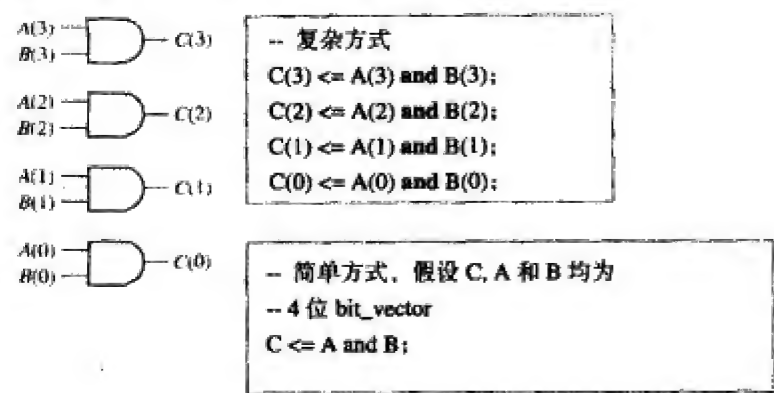 A(3)
B(3)
C(3)
A(2)
B(2)
C(2)
A(1)
B(1)
C(1)
A(0)
B(0)
C(0)
-- 复杂方式
C(3) <= A(3) and B(3);
C(2) <= A(2) and B(2);
C(1) <= A(1) and B(1);
C(0) <= A(0) and B(0);
-- 简单方式，假设 C, A 和 B 均为
-- 4 位 bit_vector
C <= A and B;